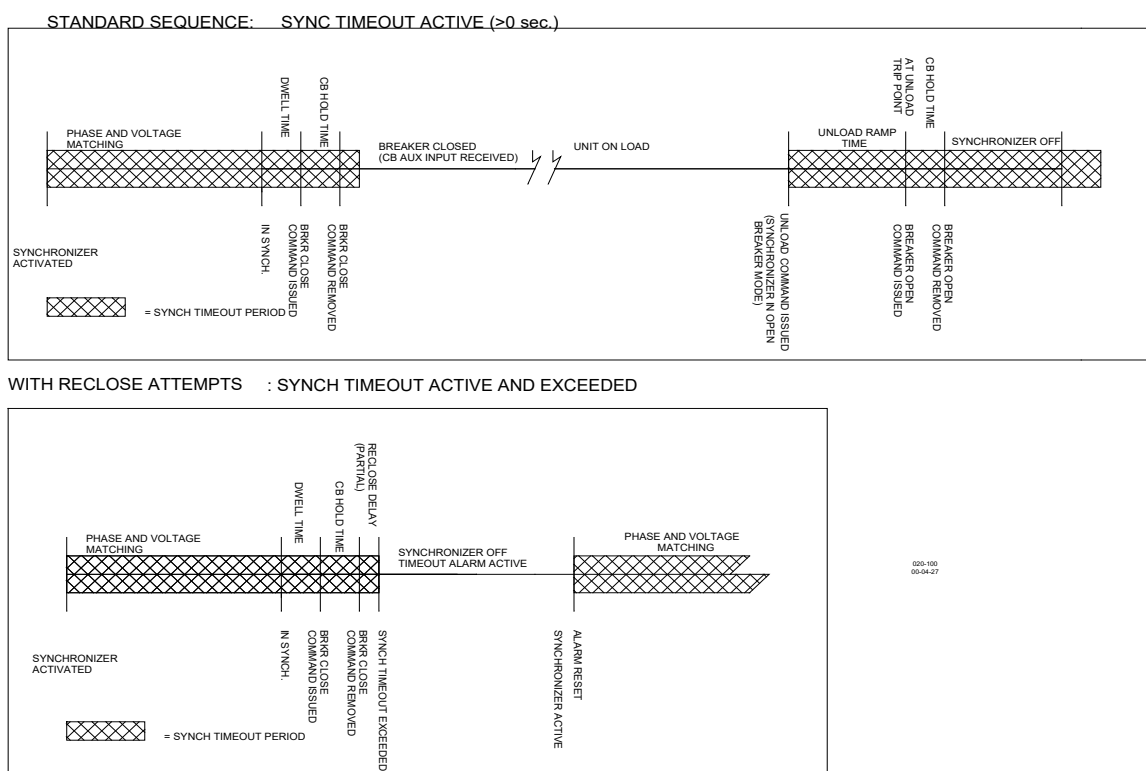 STANDARD SEQUENCE: SYNC TIMEOUT ACTIVE (>0 sec.)
DWELL TIME
CB HOLD TIME
AT UNLOAD
TRIP POINT
CB HOLD TIME
PHASE AND VOLTAGE
MATCHING
BREAKER CLOSED
(CB AUX INPUT RECEIVED)
UNIT ON LOAD
UNLOAD RAMP
TIME
SYNCHRONIZER OFF
SYNCHRONIZER
ACTIVATED
IN SYNCH.
BRKR CLOSE
COMMAND ISSUED
BRKR CLOSE
COMMAND REMOVED
UNLOAD COMMAND ISSUED
(SYNCHRONIZER IN OPEN
BREAKER MODE)
BREAKER OPEN
COMMAND ISSUED
BREAKER OPEN
COMMAND REMOVED
= SYNCH TIMEOUT PERIOD
WITH RECLOSE ATTEMPTS : SYNCH TIMEOUT ACTIVE AND EXCEEDED
DWELL TIME
CB HOLD TIME
RECLOSE DELAY
(PARTIAL)
PHASE AND VOLTAGE
MATCHING
SYNCHRONIZER OFF
TIMEOUT ALARM ACTIVE
PHASE AND VOLTAGE
MATCHING
020-100
00-04-27
SYNCHRONIZER
ACTIVATED
IN SYNCH.
BRKR CLOSE
COMMAND ISSUED
BRKR CLOSE
COMMAND REMOVED
SYNCH TIMEOUT EXCEEDED
ALARM RESET
SYNCHRONIZER ACTIVE
= SYNCH TIMEOUT PERIOD